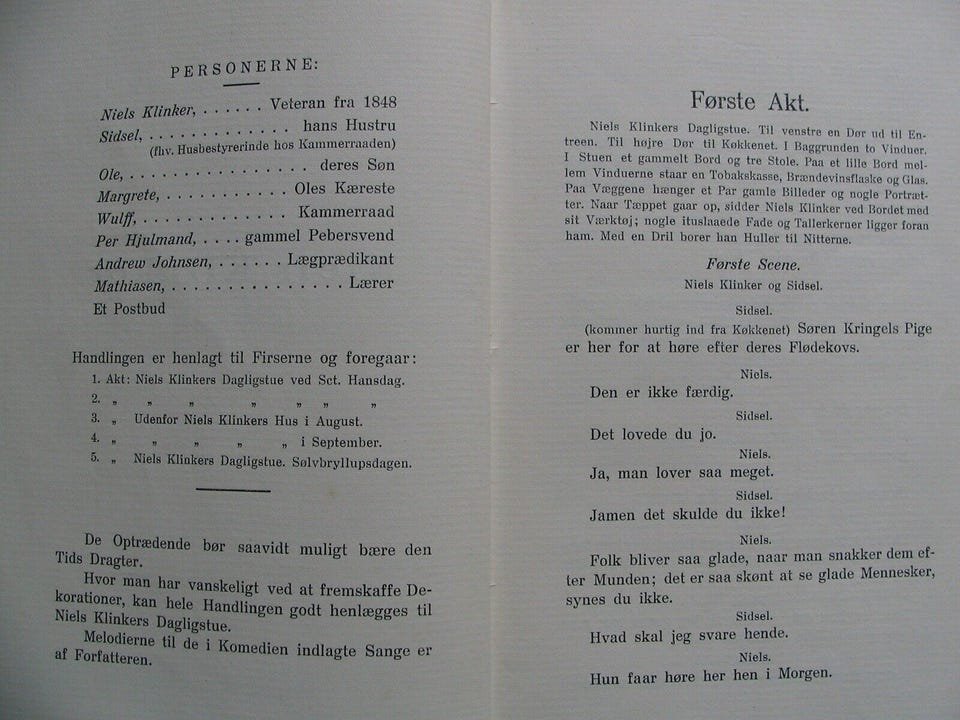 PERSONERNE:
Niels Klinker, . . . . . . Veteran fra 1848
Sidsel, . . . . . . . . . . . . . hans Hustru
(fhv. Husbestyrerinde hos Kammerraaden)
Ole, . . . . . . . . . . . . . . . deres Søn
Margrete, . . . . . . . . . . . Oles Kæreste
Wulff, . . . . . . . . . . . . . Kammerraad
Per Hjulmand, . . . . gammel Pebersvend
Andrew Johnsen, . . . . . . Lægprædikant
Mathiasen, . . . . . . . . . . . . . . . . Lærer
Et Postbud
Handlingen er henlagt til Firserne og foregaar:
1. Akt: Niels Klinkers Dagligstue ved Sct. Hansdag.
2. „ „ „ „ „ „ „
3. „ Udenfor Niels Klinkers Hus i August.
4. „ „ „ „ „ i September.
5. „ Niels Klinkers Dagligstue. Sølvbryllupsdagen.
De Optrædende bør saavidt muligt bære den
Tids Dragter.
Hvor man har vanskeligt ved at fremskaffe De-
korationer, kan hele Handlingen godt henlægges til
Niels Klinkers Dagligstue.
Melodierne til de i Komedien indlagte Sange er
af Forfatteren.
Første Akt.
Niels Klinkers Dagligstue. Til venstre en Dør ud til En-
treen. Til højre Dør til Køkkenet. I Baggrunden to Vinduer.
I Stuen et gammelt Bord og tre Stole. Paa et lille Bord mel-
lem Vinduerne staar en Tobakskasse, Brændevinsflaske og Glas.
Paa Væggene hænger et Par gamle Billeder og nogle Portræt-
ter. Naar Tæppet gaar op, sidder Niels Klinker ved Bordet med
sit Værktøj; nogle ituslaaede Fade og Tallerkerner ligger foran
ham. Med en Dril borer han Huller til Nitterne.
Første Scene.
Niels Klinker og Sidsel.
Sidsel.
(kommer hurtig ind fra Køkkenet) Søren Kringels Pige
er her for at høre efter deres Flødekovs.
Niels.
Den er ikke færdig.
Sidsel.
Det lovede du jo.
Niels.
Ja, man lover saa meget.
Sidsel.
Jamen det skulde du ikke!
Niels.
Folk bliver saa glade, naar man snakker dem ef-
ter Munden; det er saa skønt at se glade Mennesker,
synes du ikke.
Sidsel.
Hvad skal jeg svare hende.
Niels.
Hun faar høre her hen i Morgen.